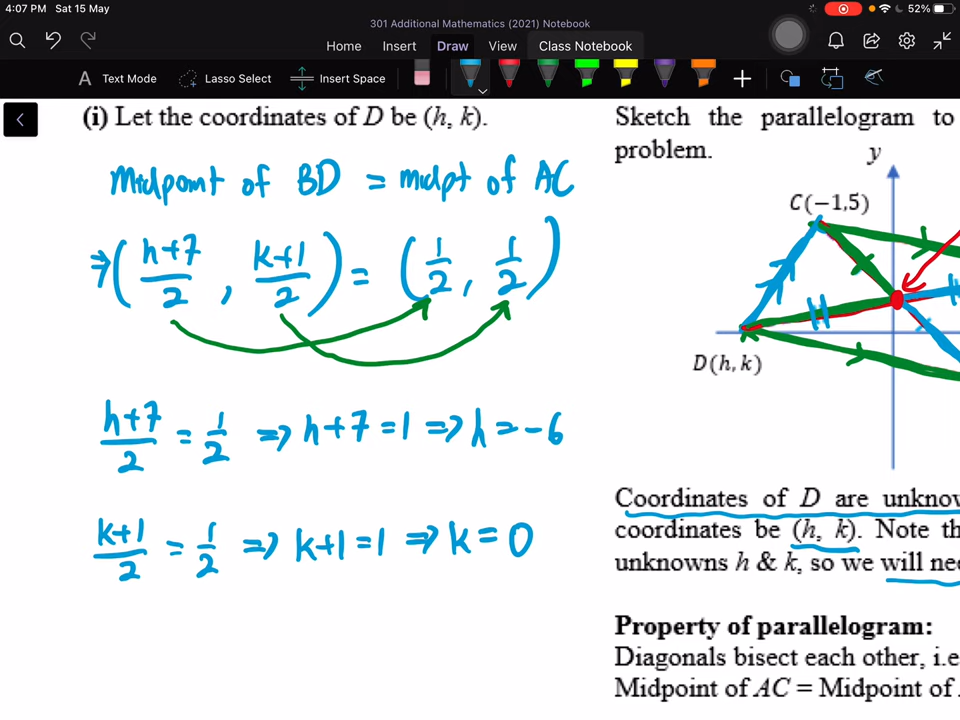 4:07 PM Sat 15 May
52%
301 Additional Mathematics (2021) Notebook
Home Insert Draw View Class Notebook
A Text Mode Lasso Select Insert Space
(i) Let the coordinates of D be (h, k).
Midpoint of BD = midpt of AC
⇒ ( h+7/2 , k+1/2 ) = ( 1/2 , 1/2 )
h+7/2 = 1/2 ⇒ h+7 = 1 ⇒ h = -6
k+1/2 = 1/2 ⇒ k+1 = 1 ⇒ k = 0
Sketch the parallelogram to
problem.
y
C(−1,5)
D(h, k)
Coordinates of D are unknow
coordinates be (h, k). Note th
unknowns h & k, so we will nee
Property of parallelogram:
Diagonals bisect each other, i.e
Midpoint of AC = Midpoint of